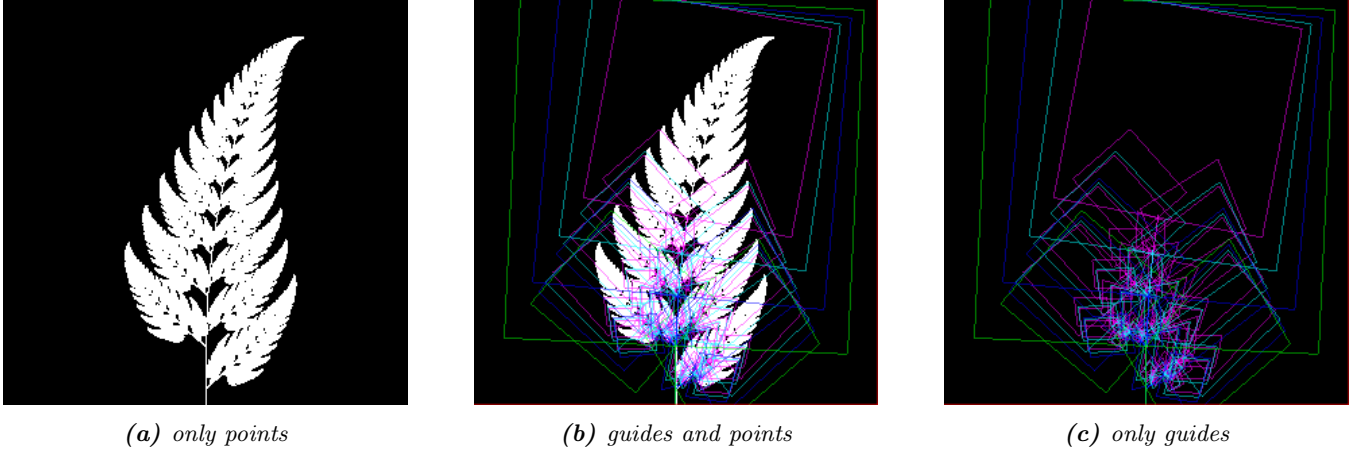 (a) only points
(b) guides and points
(c) only guides